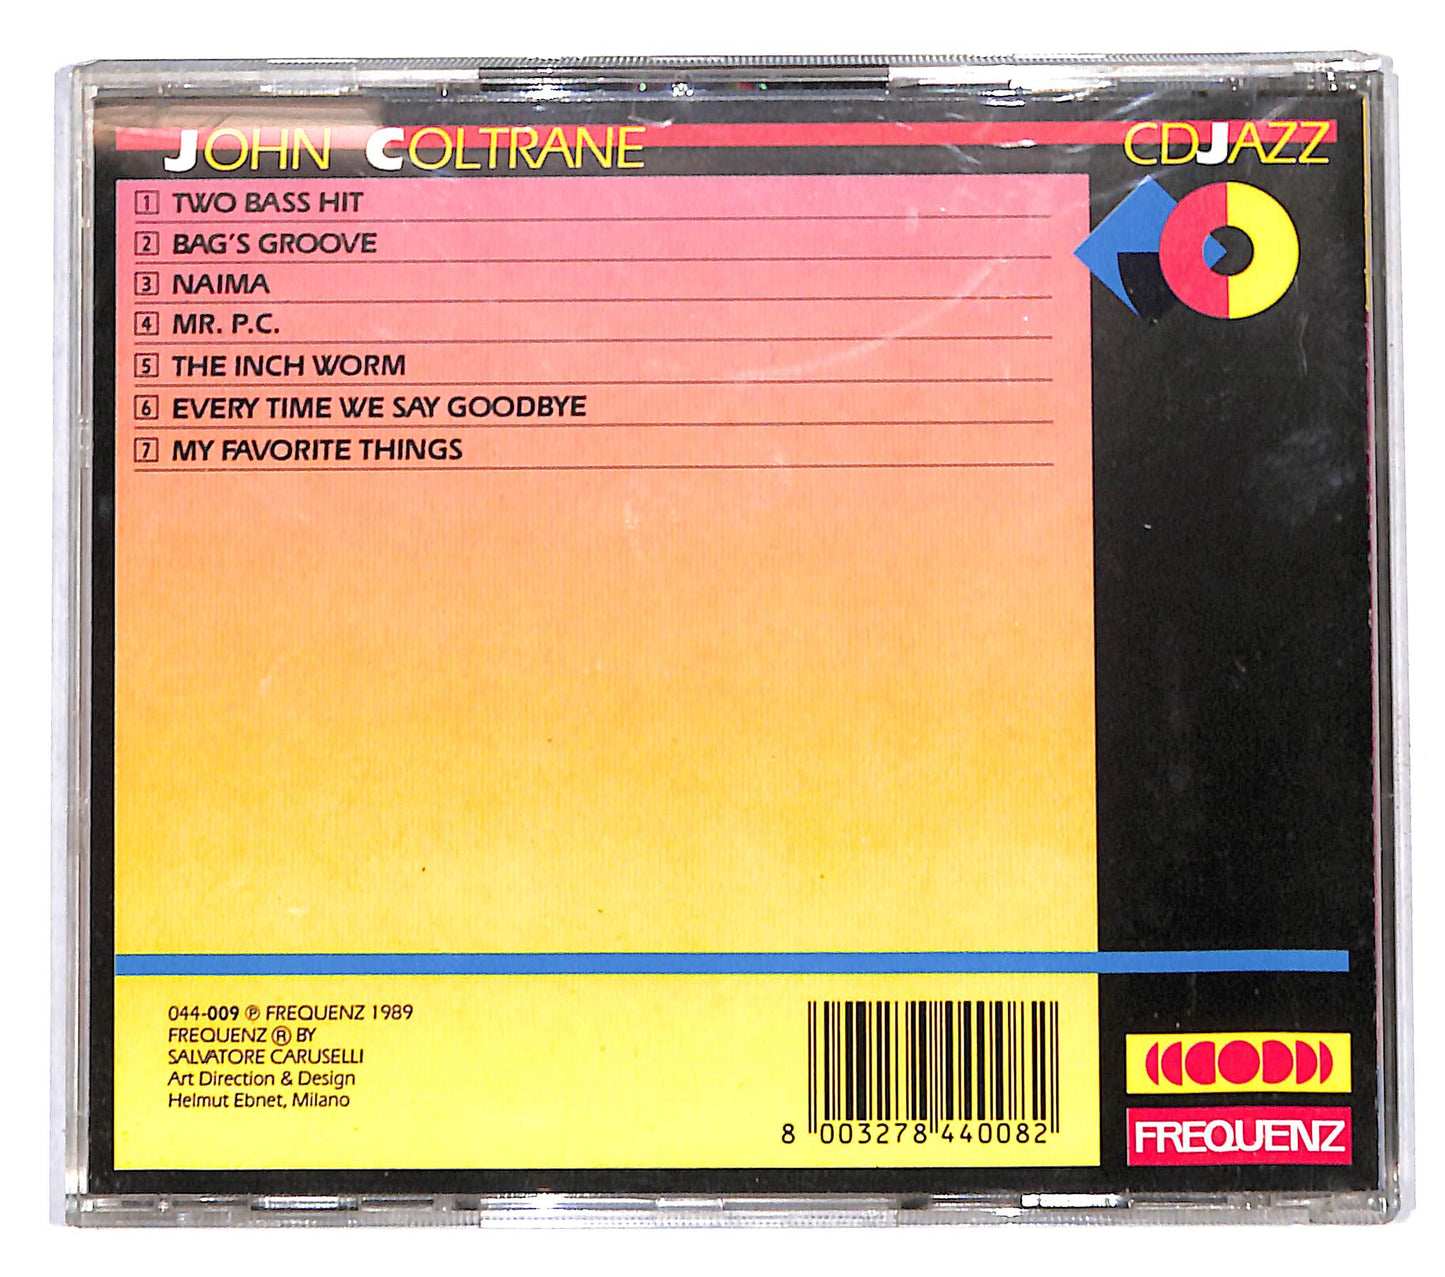 JOHN COLTRANE
CDJAZZ
1 TWO BASS HIT
2 BAG'S GROOVE
3 NAIMA
4 MR. P.C.
5 THE INCH WORM
6 EVERY TIME WE SAY GOODBYE
7 MY FAVORITE THINGS
044-009 ℗ FREQUENZ 1989
FREQUENZ ® BY
SALVATORE CARUSELLI
Art Direction & Design
Helmut Ebnet, Milano
8 003278 440082
FREQUENZ